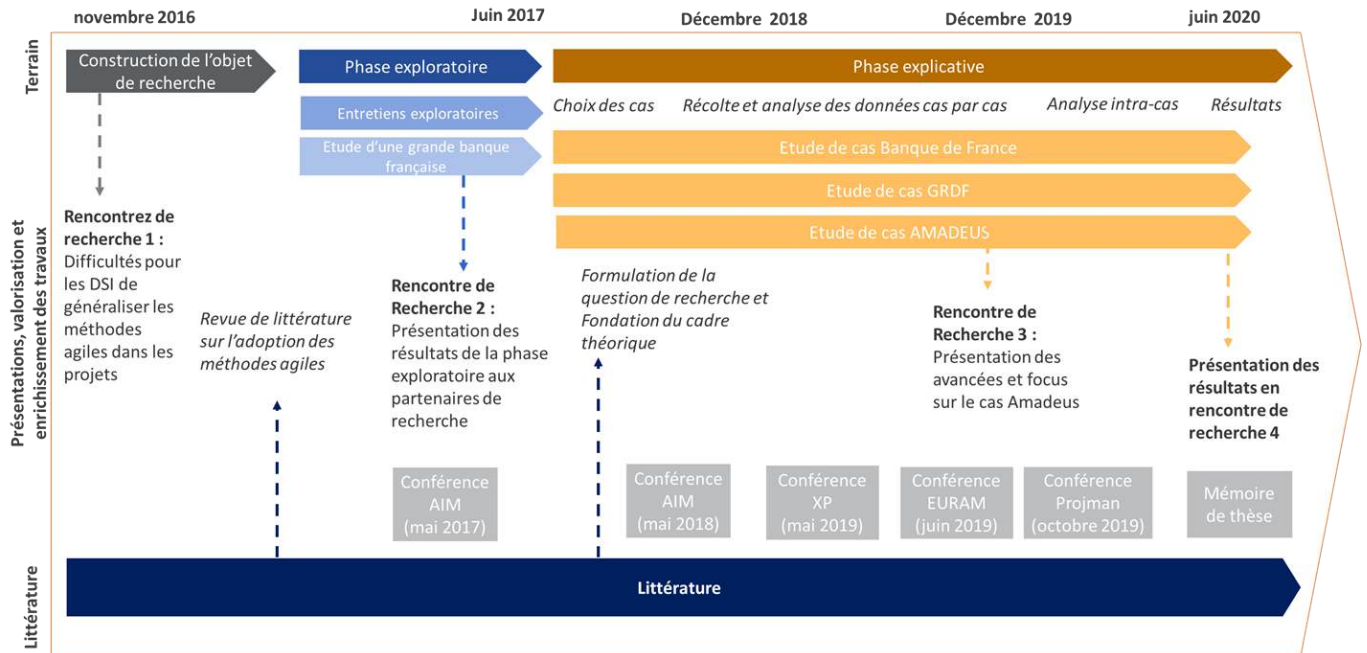 novembre 2016
Juin 2017
Décembre 2018
Décembre 2019
juin 2020
Terrain
Construction de l'objet
de recherche
Phase exploratoire
Phase explicative
Entretiens exploratoires
Choix des cas
Récolte et analyse des données cas par cas
Analyse intra-cas
Résultats
Etude d'une grande banque
française
Etude de cas Banque de France
Etude de cas GRDF
Etude de cas AMADEUS
Présentations, valorisation et
enrichissement des travaux
Rencontrez de
recherche 1 :
Difficultés pour
les DSI de
généraliser les
méthodes
agiles dans les
projets
Revue de littérature
sur l'adoption des
méthodes agiles
Rencontre de
Recherche 2 :
Présentation des
résultats de la phase
exploratoire aux
partenaires de
recherche
Formulation de la
question de recherche et
Fondation du cadre
théorique
Rencontre de
Recherche 3 :
Présentation des
avancées et focus
sur le cas Amadeus
Présentation des
résultats en
rencontre de
recherche 4
Conférence
AIM
(mai 2017)
Conférence
AIM
(mai 2018)
Conférence
XP
(mai 2019)
Conférence
EURAM
(juin 2019)
Conférence
Projman
(octobre 2019)
Mémoire
de thèse
Littérature
Littérature